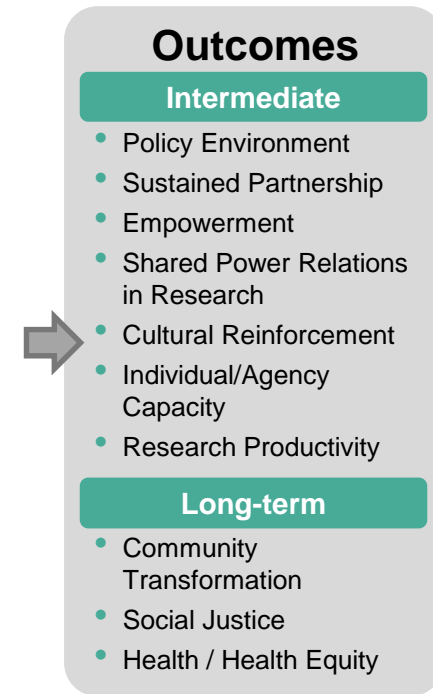 Outcomes
Intermediate
• Policy Environment
• Sustained Partnership
• Empowerment
• Shared Power Relations
in Research
• Cultural Reinforcement
• Individual/Agency
Capacity
• Research Productivity
Long-term
• Community
Transformation
• Social Justice
• Health / Health Equity